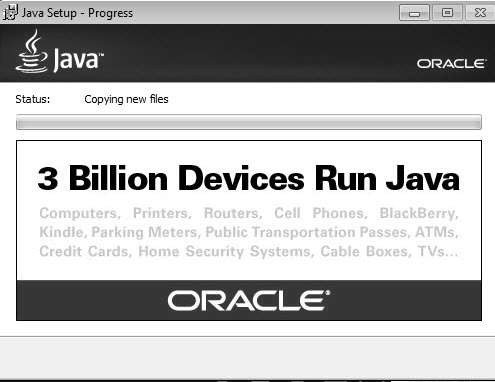 Java Setup - Progress
Java™
ORACLE
Status: Copying new files
3 Billion Devices Run Java
Computers, Printers, Routers, Cell Phones, BlackBerry,
Kindle, Parking Meters, Public Transportation Passes, ATMs,
Credit Cards, Home Security Systems, Cable Boxes, TVs...
ORACLE®